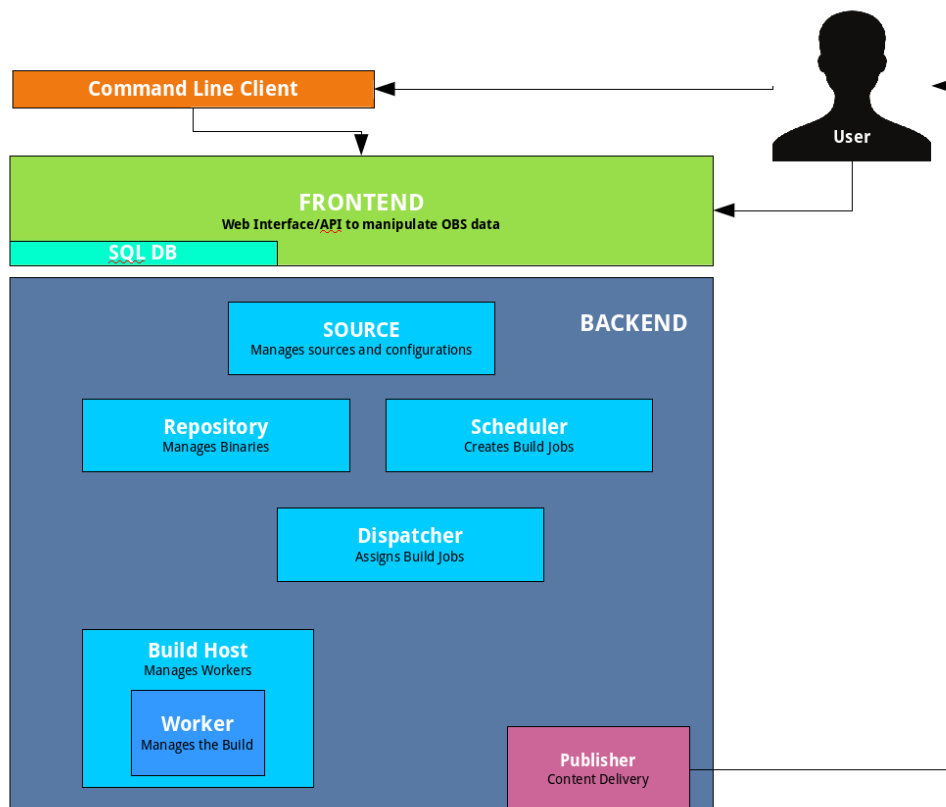 Command Line Client
User
FRONTEND
Web Interface/API to manipulate OBS data
SQL DB
BACKEND
SOURCE
Manages sources and configurations
Repository
Manages Binaries
Scheduler
Creates Build Jobs
Dispatcher
Assigns Build Jobs
Build Host
Manages Workers
Worker
Manages the Build
Publisher
Content Delivery